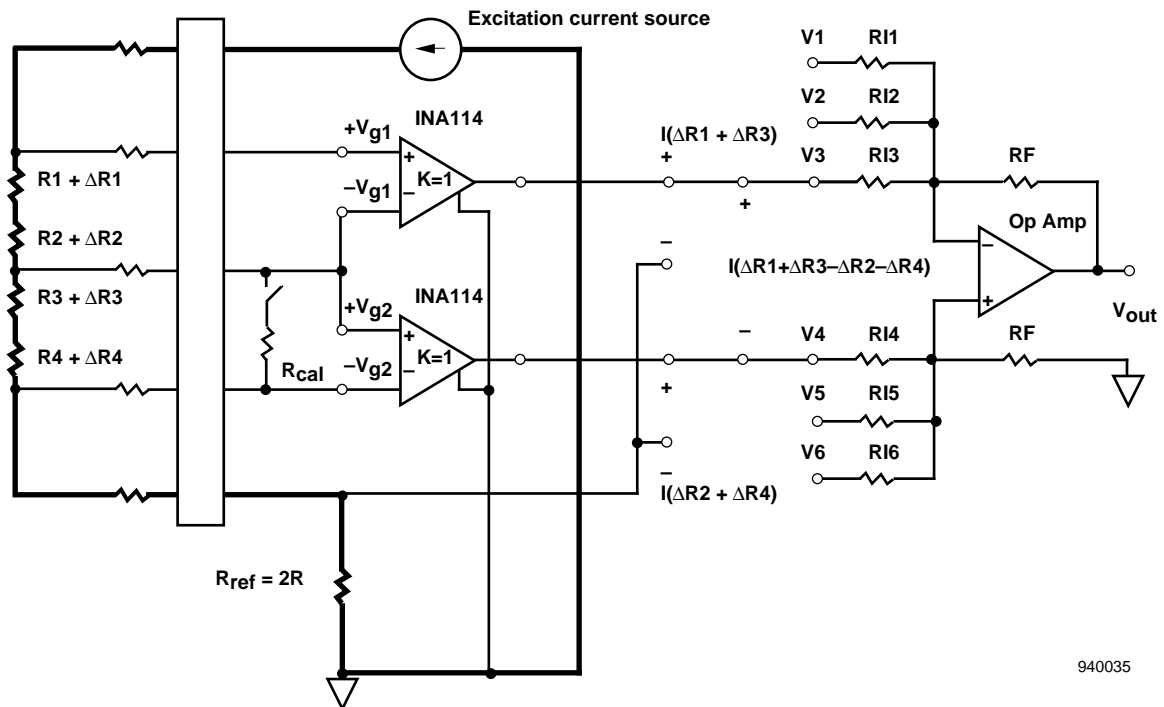 Excitation current source
V1
RI1
INA114
V2
RI2
+Vg1
I(ΔR1 + ΔR3)
+
+
V3
RI3
RF
R1 + ΔR1
K=1
−Vg1
−
+
Op Amp
R2 + ΔR2
−
I(ΔR1+ΔR3−ΔR2−ΔR4)
−
INA114
R3 + ΔR3
+Vg2
+
Vout
+
−
V4
RI4
RF
R4 + ΔR4
K=1
Rcal
−Vg2
−
+
V5
RI5
V6
RI6
−
I(ΔR2 + ΔR4)
Rref = 2R
940035